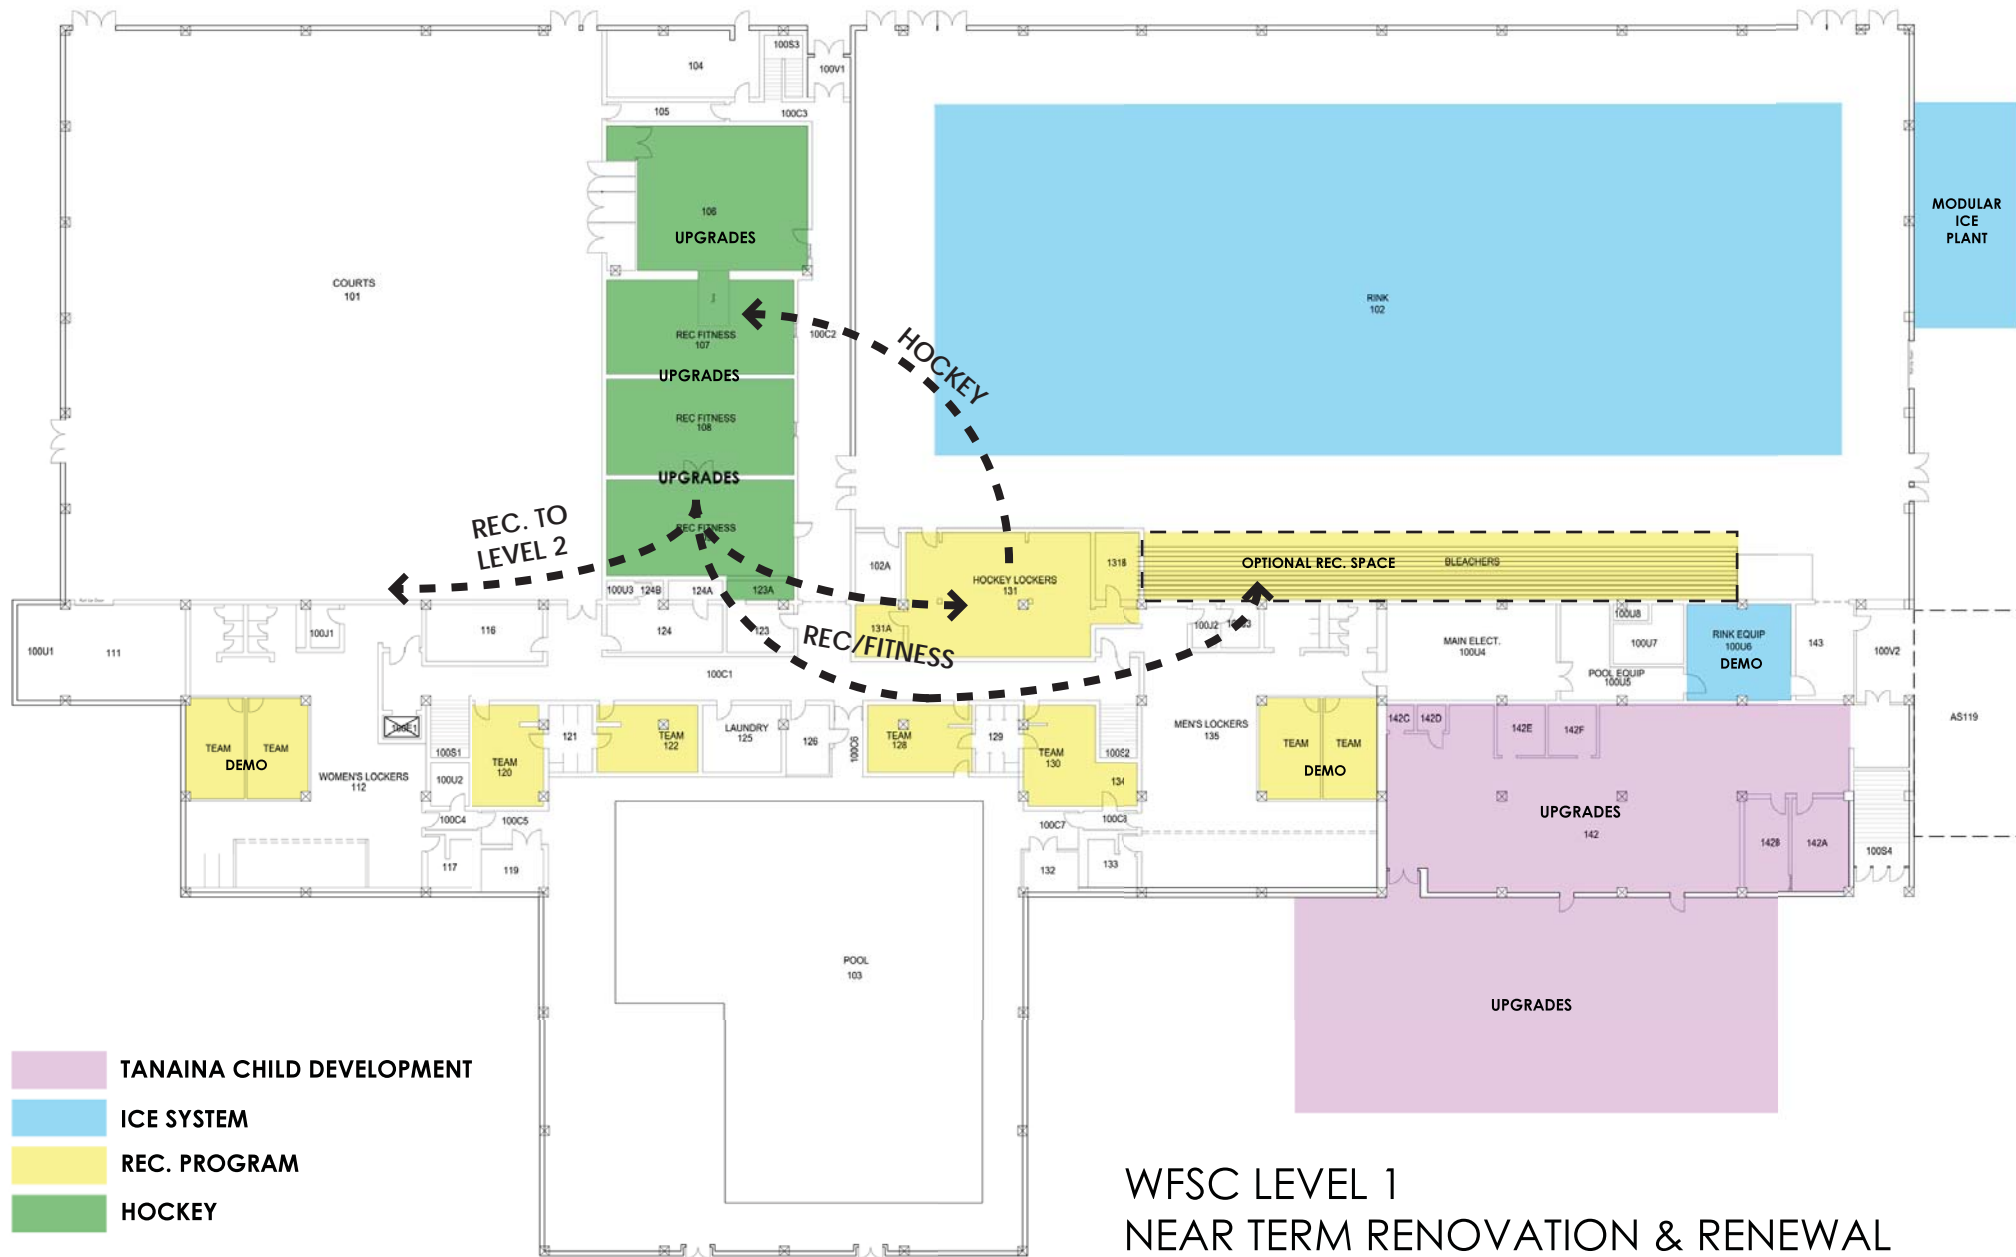 100S3
104
100V1
105
100C3
106
UPGRADES
MODULAR
ICE
PLANT
COURTS
101
RINK
102
REC FITNESS
107
100C2
HOCKEY
UPGRADES
REC FITNESS
108
UPGRADES
REC FITNESS
REC. TO
LEVEL 2
102A
131B
OPTIONAL REC. SPACE
BLEACHERS
HOCKEY LOCKERS
131
100U3
124B
124A
123A
100U1
111
100J1
116
124
123
131A
REC/FITNESS
100J2
MAIN ELECT.
100U4
100U8
100U7
RINK EQUIP
100U6
DEMO
143
100V2
POOL EQUIP
100U5
100C1
TEAM
TEAM
DEMO
100E1
100S1
WOMEN'S LOCKERS
112
100U2
TEAM
120
121
TEAM
122
LAUNDRY
125
126
100C6
TEAM
128
129
TEAM
130
100S2
134
MEN'S LOCKERS
135
TEAM
TEAM
DEMO
142C
142D
142E
142F
AS119
UPGRADES
142
142B
142A
100S4
100C4
100C5
117
119
100C7
100C8
132
133
POOL
103
UPGRADES
TANAINA CHILD DEVELOPMENT
ICE SYSTEM
REC. PROGRAM
HOCKEY
WFSC LEVEL 1
NEAR TERM RENOVATION & RENEWAL